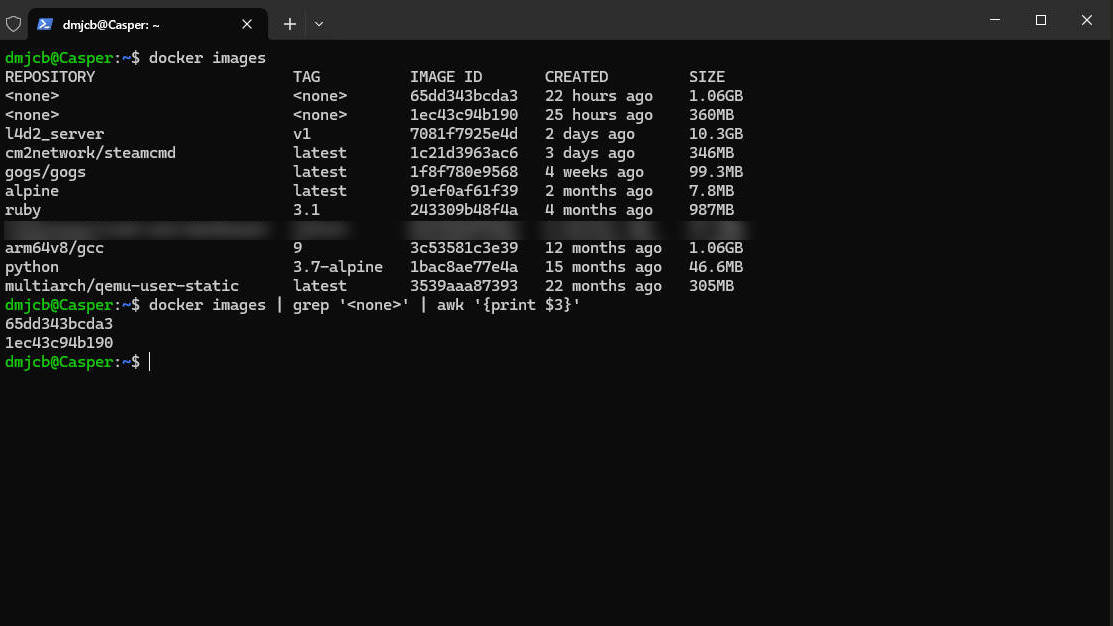 dmjcb@Casper: ~
dmjcb@Casper:~$ docker images
REPOSITORY TAG IMAGE ID CREATED SIZE
<none> <none> 65dd343bcda3 22 hours ago 1.06GB
<none> <none> 1ec43c94b190 25 hours ago 360MB
l4d2_server v1 7081f7925e4d 2 days ago 10.3GB
cm2network/steamcmd latest 1c21d3963ac6 3 days ago 346MB
gogs/gogs latest 1f8f780e9568 4 weeks ago 99.3MB
alpine latest 91ef0af61f39 2 months ago 7.8MB
ruby 3.1 243309b48f4a 4 months ago 987MB
arm64v8/gcc 9 3c53581c3e39 12 months ago 1.06GB
python 3.7-alpine 1bac8ae77e4a 15 months ago 46.6MB
multiarch/qemu-user-static latest 3539aaa87393 22 months ago 305MB
dmjcb@Casper:~$ docker images | grep '<none>' | awk '{print $3}'
65dd343bcda3
1ec43c94b190
dmjcb@Casper:~$